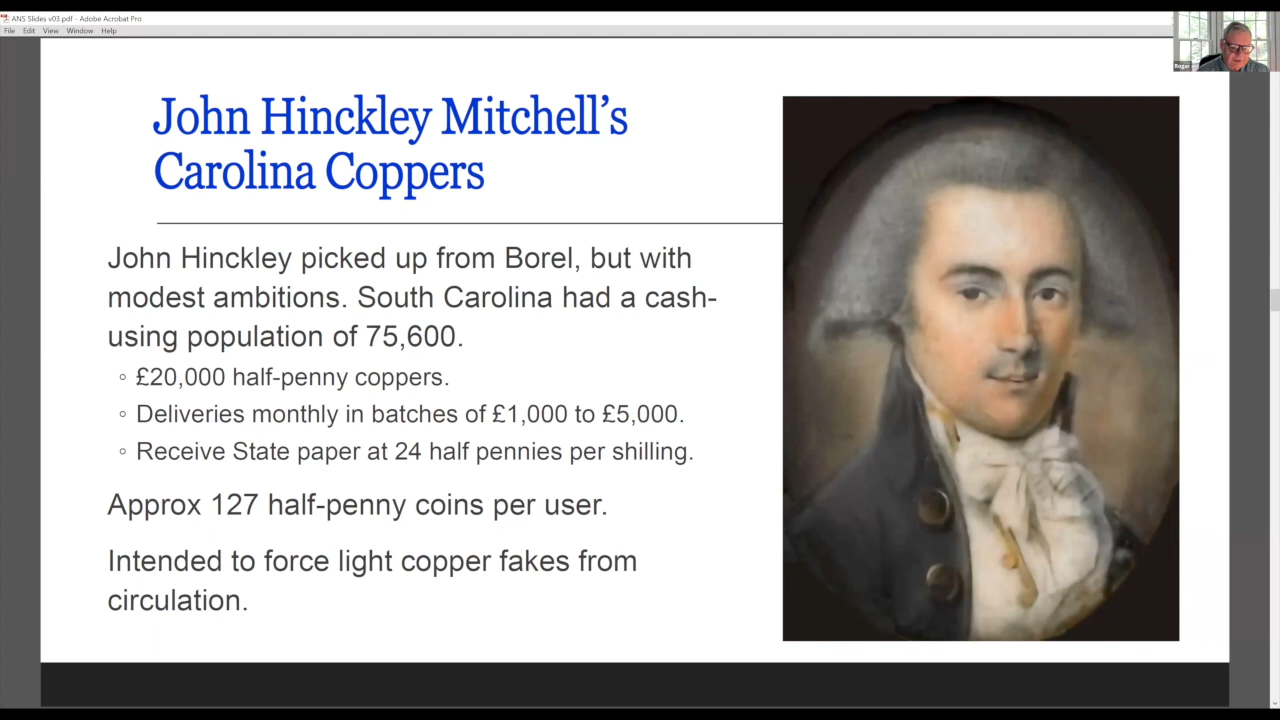 ANS Slides v03.pdf - Adobe Acrobat Pro
File Edit View Window Help
Roger
John Hinckley Mitchell’s
Carolina Coppers
John Hinckley picked up from Borel, but with
modest ambitions. South Carolina had a cash-
using population of 75,600.
◦ £20,000 half-penny coppers.
◦ Deliveries monthly in batches of £1,000 to £5,000.
◦ Receive State paper at 24 half pennies per shilling.
Approx 127 half-penny coins per user.
Intended to force light copper fakes from
circulation.